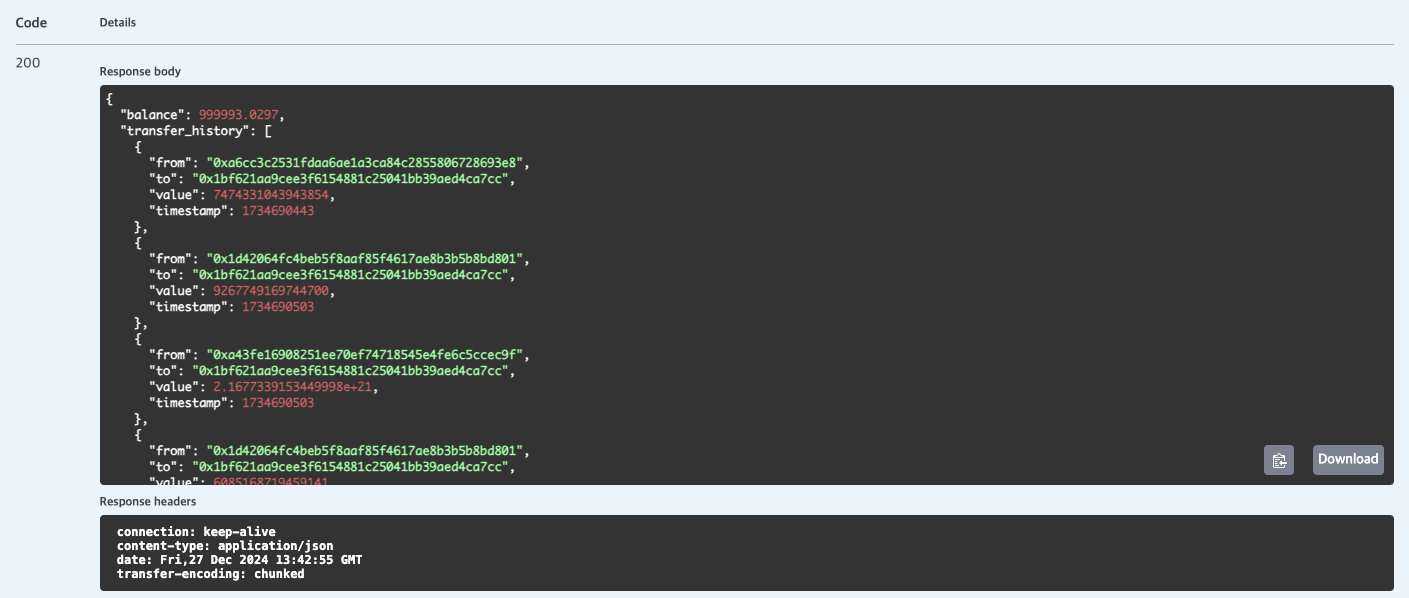 Code Details
200
Response body
{
"balance": 999993.0297,
"transfer_history": [
{
"from": "0xa6cc3c2531fdaa6ae1a3ca84c2855806728693e8",
"to": "0x1bf621aa9cee3f6154881c25041bb39aed4ca7cc",
"value": 7474331043943854,
"timestamp": 1734690443
},
{
"from": "0x1d42064fc4beb5f8aaf85f4617ae8b3b5b8bd801",
"to": "0x1bf621aa9cee3f6154881c25041bb39aed4ca7cc",
"value": 9267749169744700,
"timestamp": 1734690503
},
{
"from": "0xa43fe16908251ee70ef74718545e4fe6c5ccec9f",
"to": "0x1bf621aa9cee3f6154881c25041bb39aed4ca7cc",
"value": 2.1677339153449998e+21,
"timestamp": 1734690503
},
{
"from": "0x1d42064fc4beb5f8aaf85f4617ae8b3b5b8bd801",
"to": "0x1bf621aa9cee3f6154881c25041bb39aed4ca7cc",
"value": 6085168719459141
Download
Response headers
connection: keep-alive
content-type: application/json
date: Fri,27 Dec 2024 13:42:55 GMT
transfer-encoding: chunked